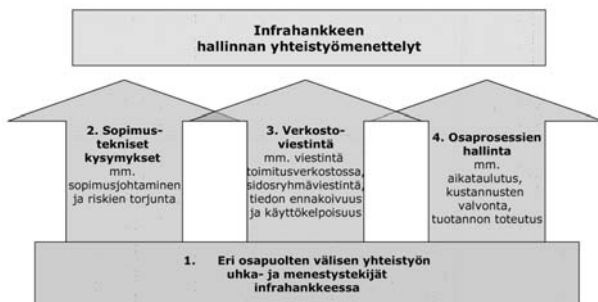 Infrahankkeen
hallinnan yhteistyömenettelyt
2. Sopimus-
tekniset
kysymykset
mm.
sopimusjohtaminen
ja riskien torjunta
3. Verkosto-
viestintä
mm. viestintä
toimitusverkostossa,
sidosryhmäviestintä,
tiedon ennakoivuus
ja käyttökelpoisuus
4. Osaprosessien
hallinta
mm.
aikataulutus,
kustannusten
valvonta,
tuotannon toteutus
1. Eri osapuolten välisen yhteistyön
uhka- ja menestystekijät
infrahankkeessa